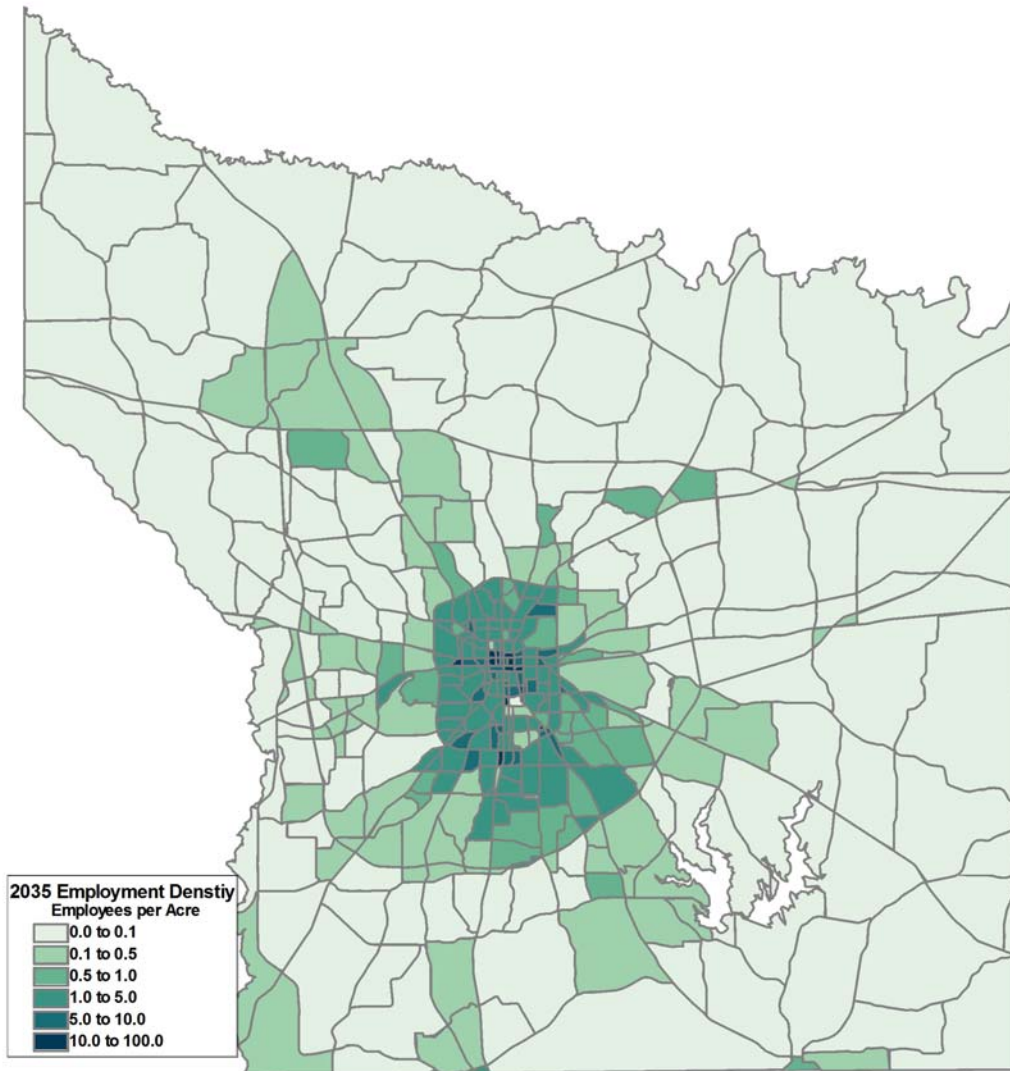 2035 Employment Denstiy
Employees per Acre
0.0 to 0.1
0.1 to 0.5
0.5 to 1.0
1.0 to 5.0
5.0 to 10.0
10.0 to 100.0